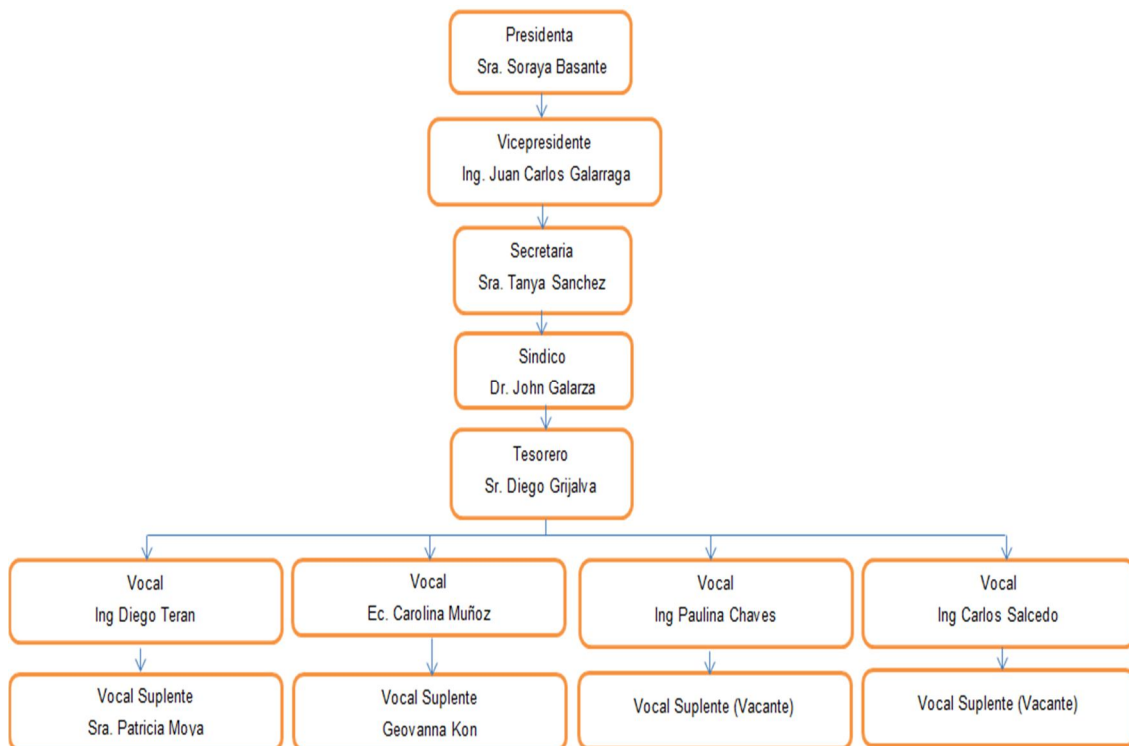 Presidenta
Sra. Soraya Basante
Vicepresidente
Ing. Juan Carlos Galarraga
Secretaria
Sra. Tanya Sanchez
Sindico
Dr. John Galarza
Tesorero
Sr. Diego Grijalva
Vocal
Ing Diego Teran
Vocal
Ec. Carolina Muñoz
Vocal
Ing Paulina Chaves
Vocal
Ing Carlos Salcedo
Vocal Suplente
Sra. Patricia Moya
Vocal Suplente
Geovanna Kon
Vocal Suplente (Vacante)
Vocal Suplente (Vacante)